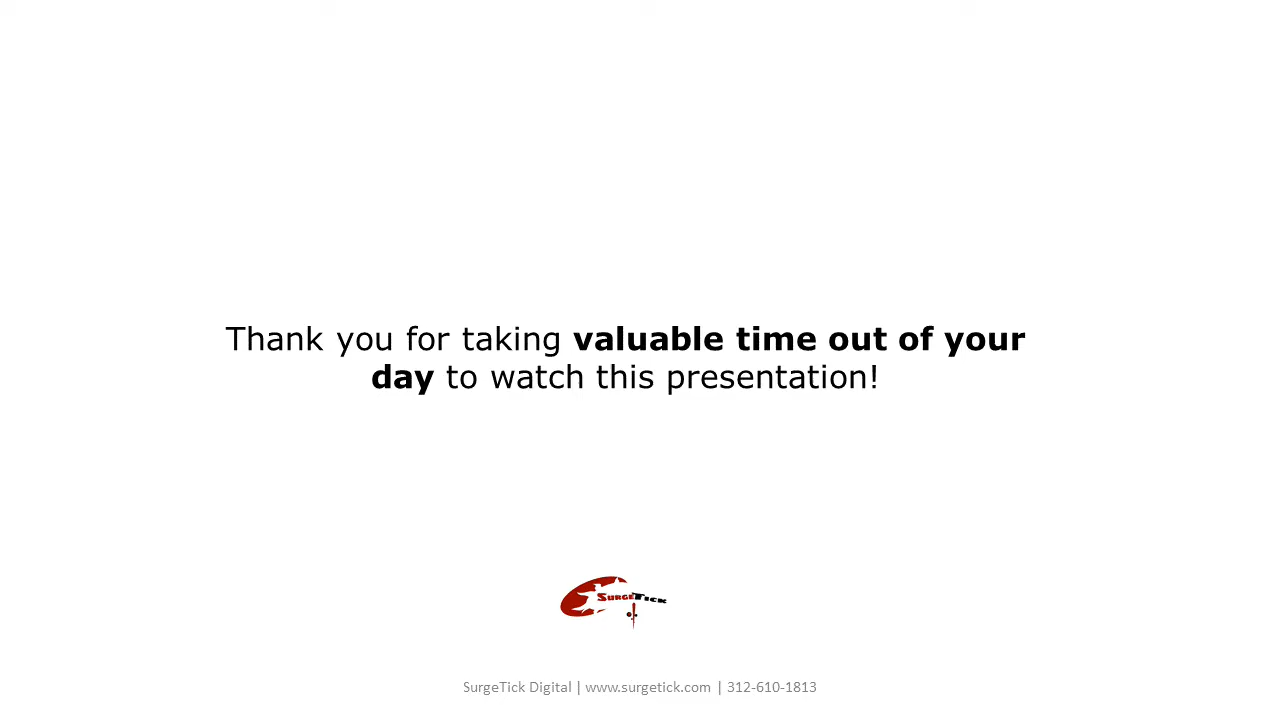 Thank you for taking valuable time out of your
day to watch this presentation!
SurgeTick
SurgeTick Digital | www.surgetick.com | 312-610-1813